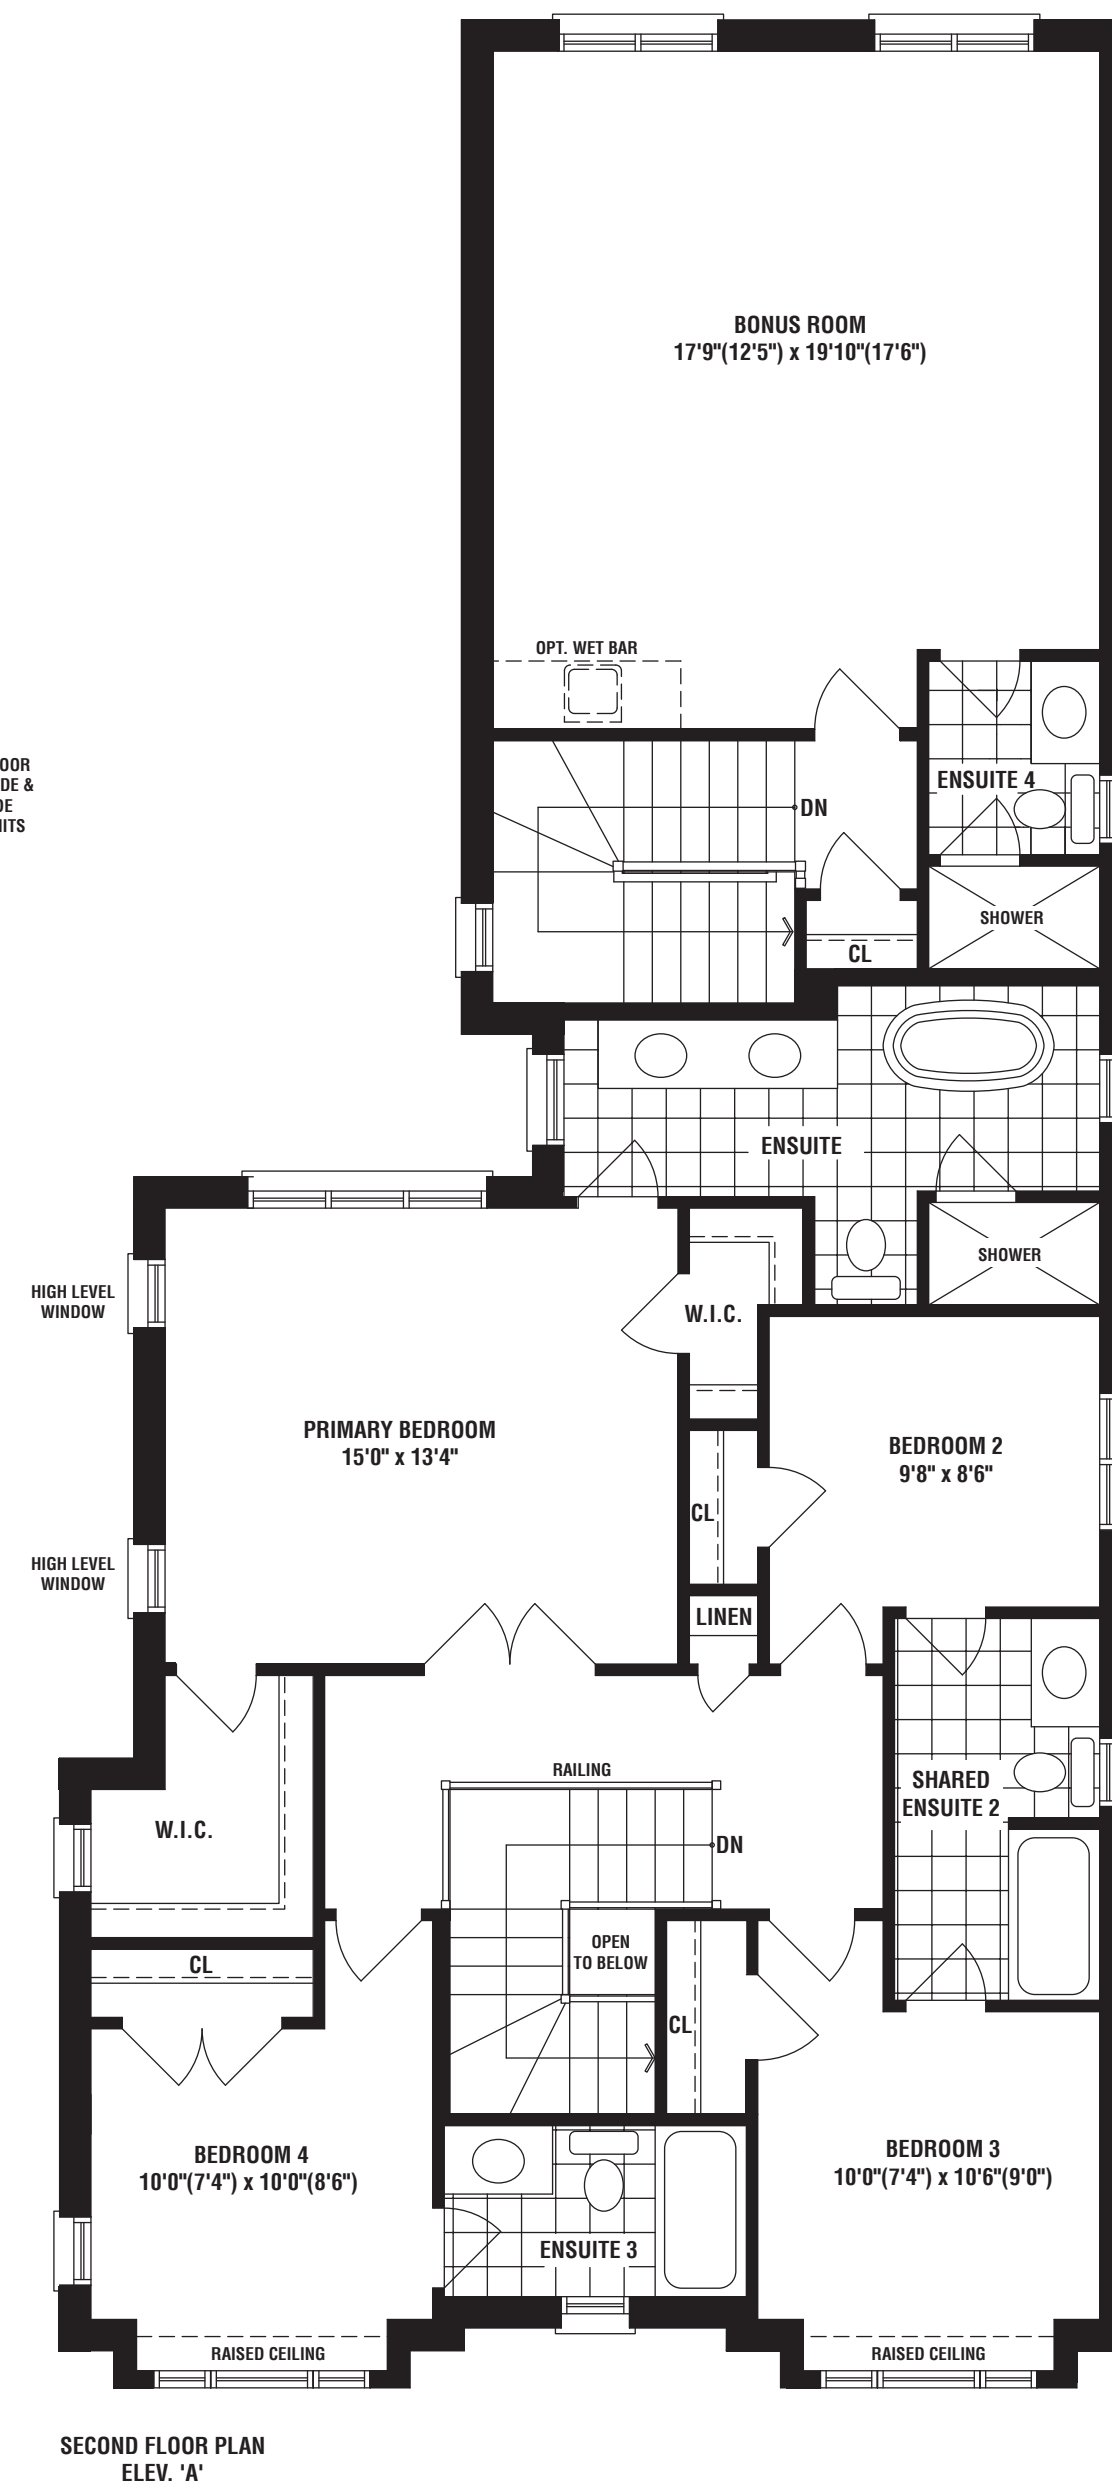 BONUS ROOM
17'9"(12'5") x 19'10"(17'6")
OPT. WET BAR
OOR
DE &
DE
NITS
ENSUITE 4
DN
SHOWER
CL
ENSUITE
SHOWER
HIGH LEVEL
WINDOW
W.I.C.
PRIMARY BEDROOM
15'0" x 13'4"
BEDROOM 2
9'8" x 8'6"
CL
HIGH LEVEL
WINDOW
LINEN
RAILING
SHARED
ENSUITE 2
W.I.C.
DN
OPEN
TO BELOW
CL
CL
BEDROOM 4
10'0"(7'4") x 10'0"(8'6")
BEDROOM 3
10'0"(7'4") x 10'6"(9'0")
ENSUITE 3
RAISED CEILING
RAISED CEILING
SECOND FLOOR PLAN
ELEV. 'A'